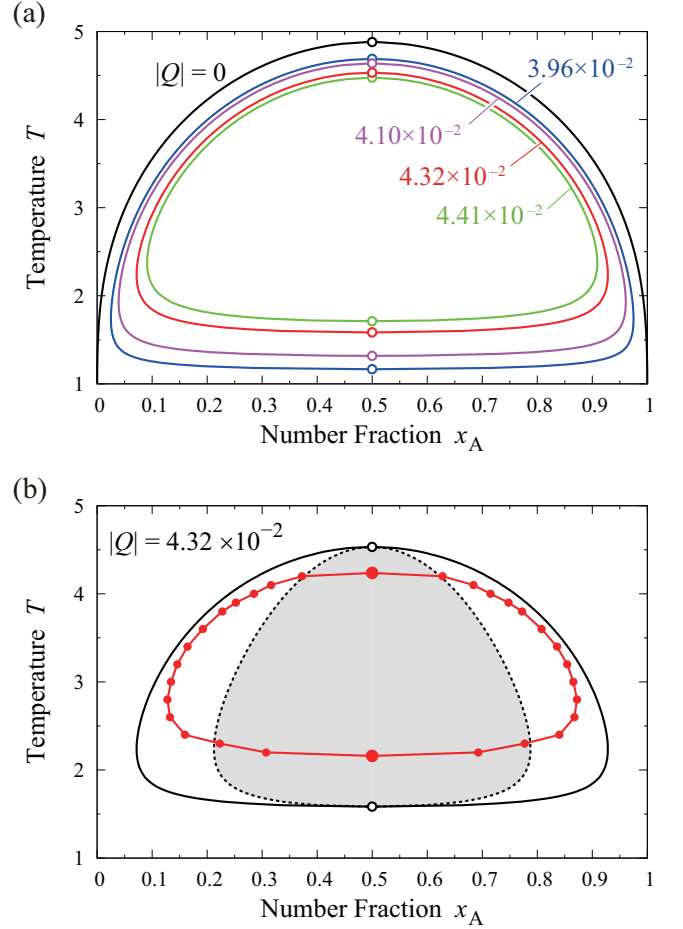 (a)
5
4
3
2
1
Temperature T
|Q| = 0
3.96×10⁻²
4.10×10⁻²
4.32×10⁻²
4.41×10⁻²
0 0.1 0.2 0.3 0.4 0.5 0.6 0.7 0.8 0.9 1
Number Fraction x_A
(b)
5
4
3
2
1
Temperature T
|Q| = 4.32 ×10⁻²
0 0.1 0.2 0.3 0.4 0.5 0.6 0.7 0.8 0.9 1
Number Fraction x_A